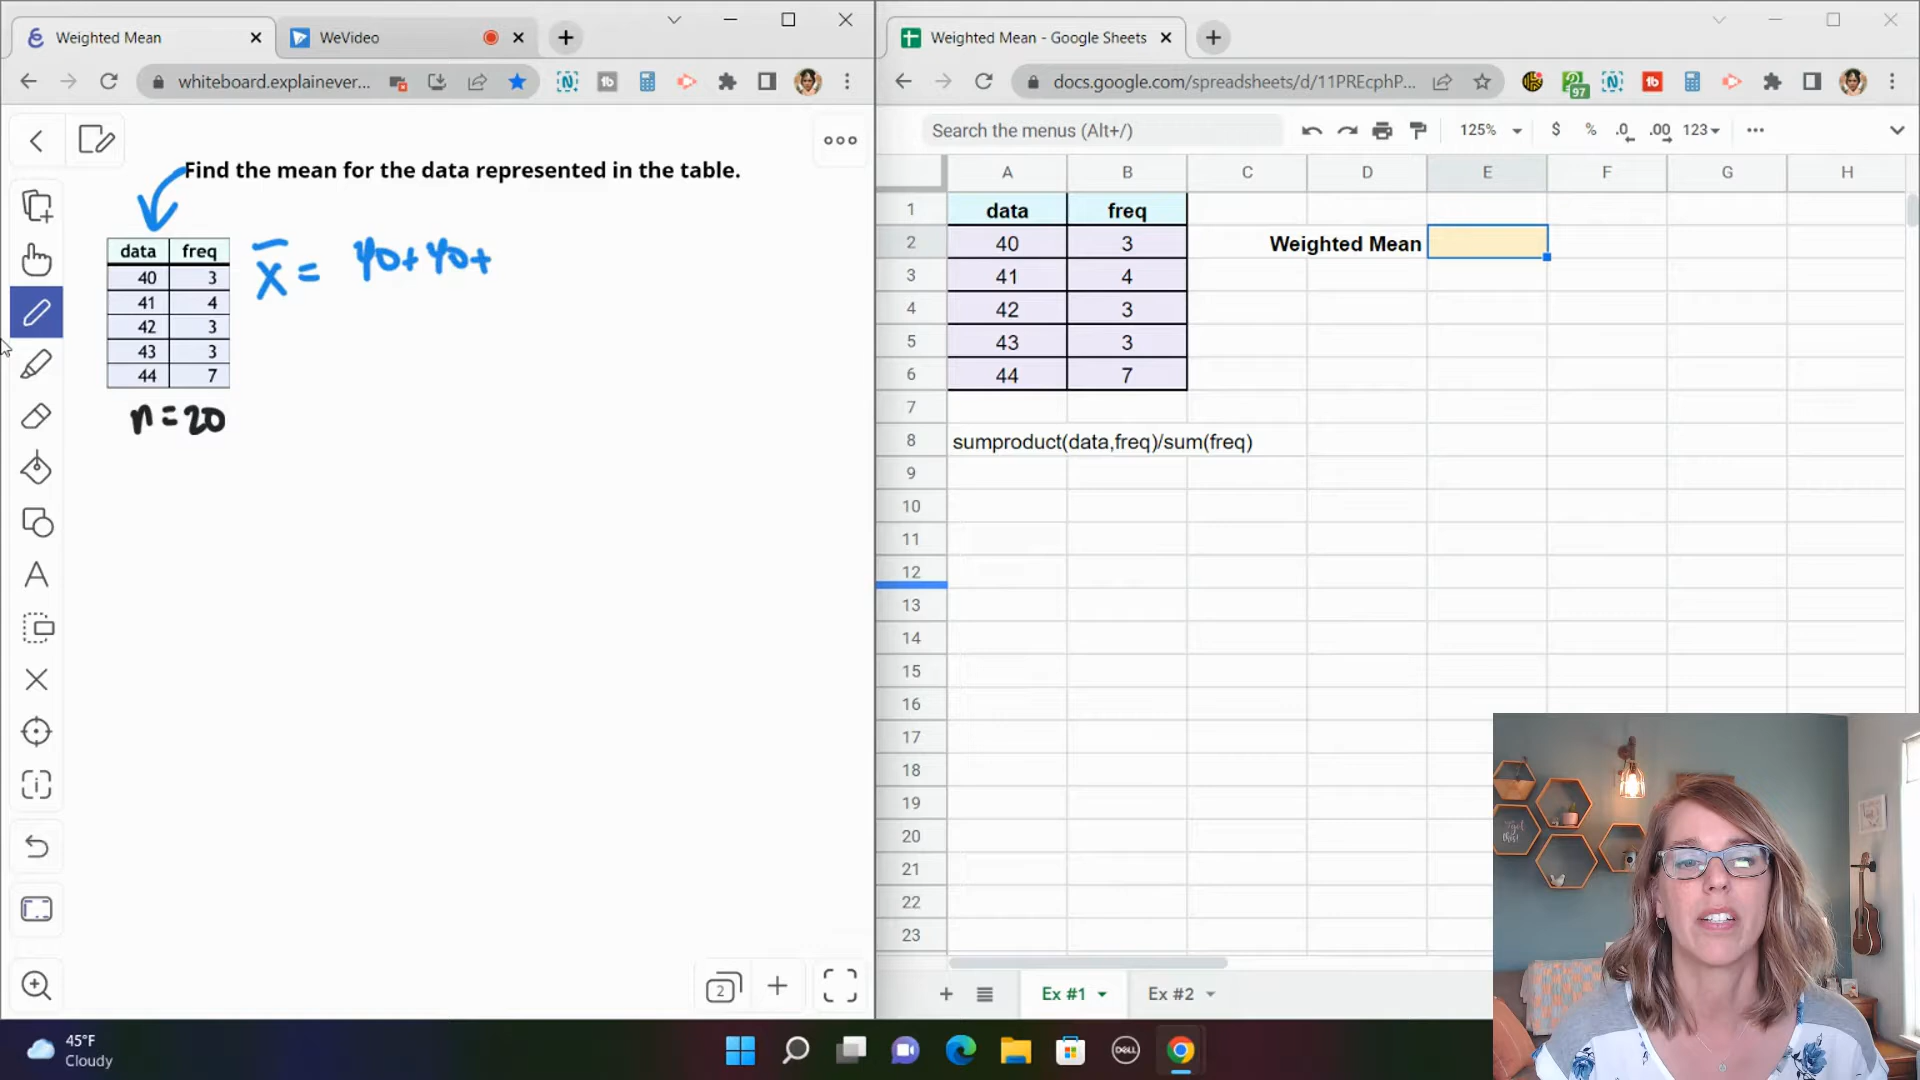 Weighted Mean
WeVideo
Weighted Mean - Google Sheets
whiteboard.explainever...
docs.google.com/spreadsheets/d/11PREcphP...
97
Search the menus (Alt+/)
125%
$ % .0 .00 123
Find the mean for the data represented in the table.
data freq
40 3
41 4
42 3
43 3
44 7
n=20
x̄ = 40+40+
A B C D E F G H
1 data freq
2 40 3 Weighted Mean
3 41 4
4 42 3
5 43 3
6 44 7
7
8 sumproduct(data,freq)/sum(freq)
9
10
11
12
13
14
15
16
17
18
19
20
21
22
23
2
Ex #1 Ex #2
45°F
Cloudy
DELL